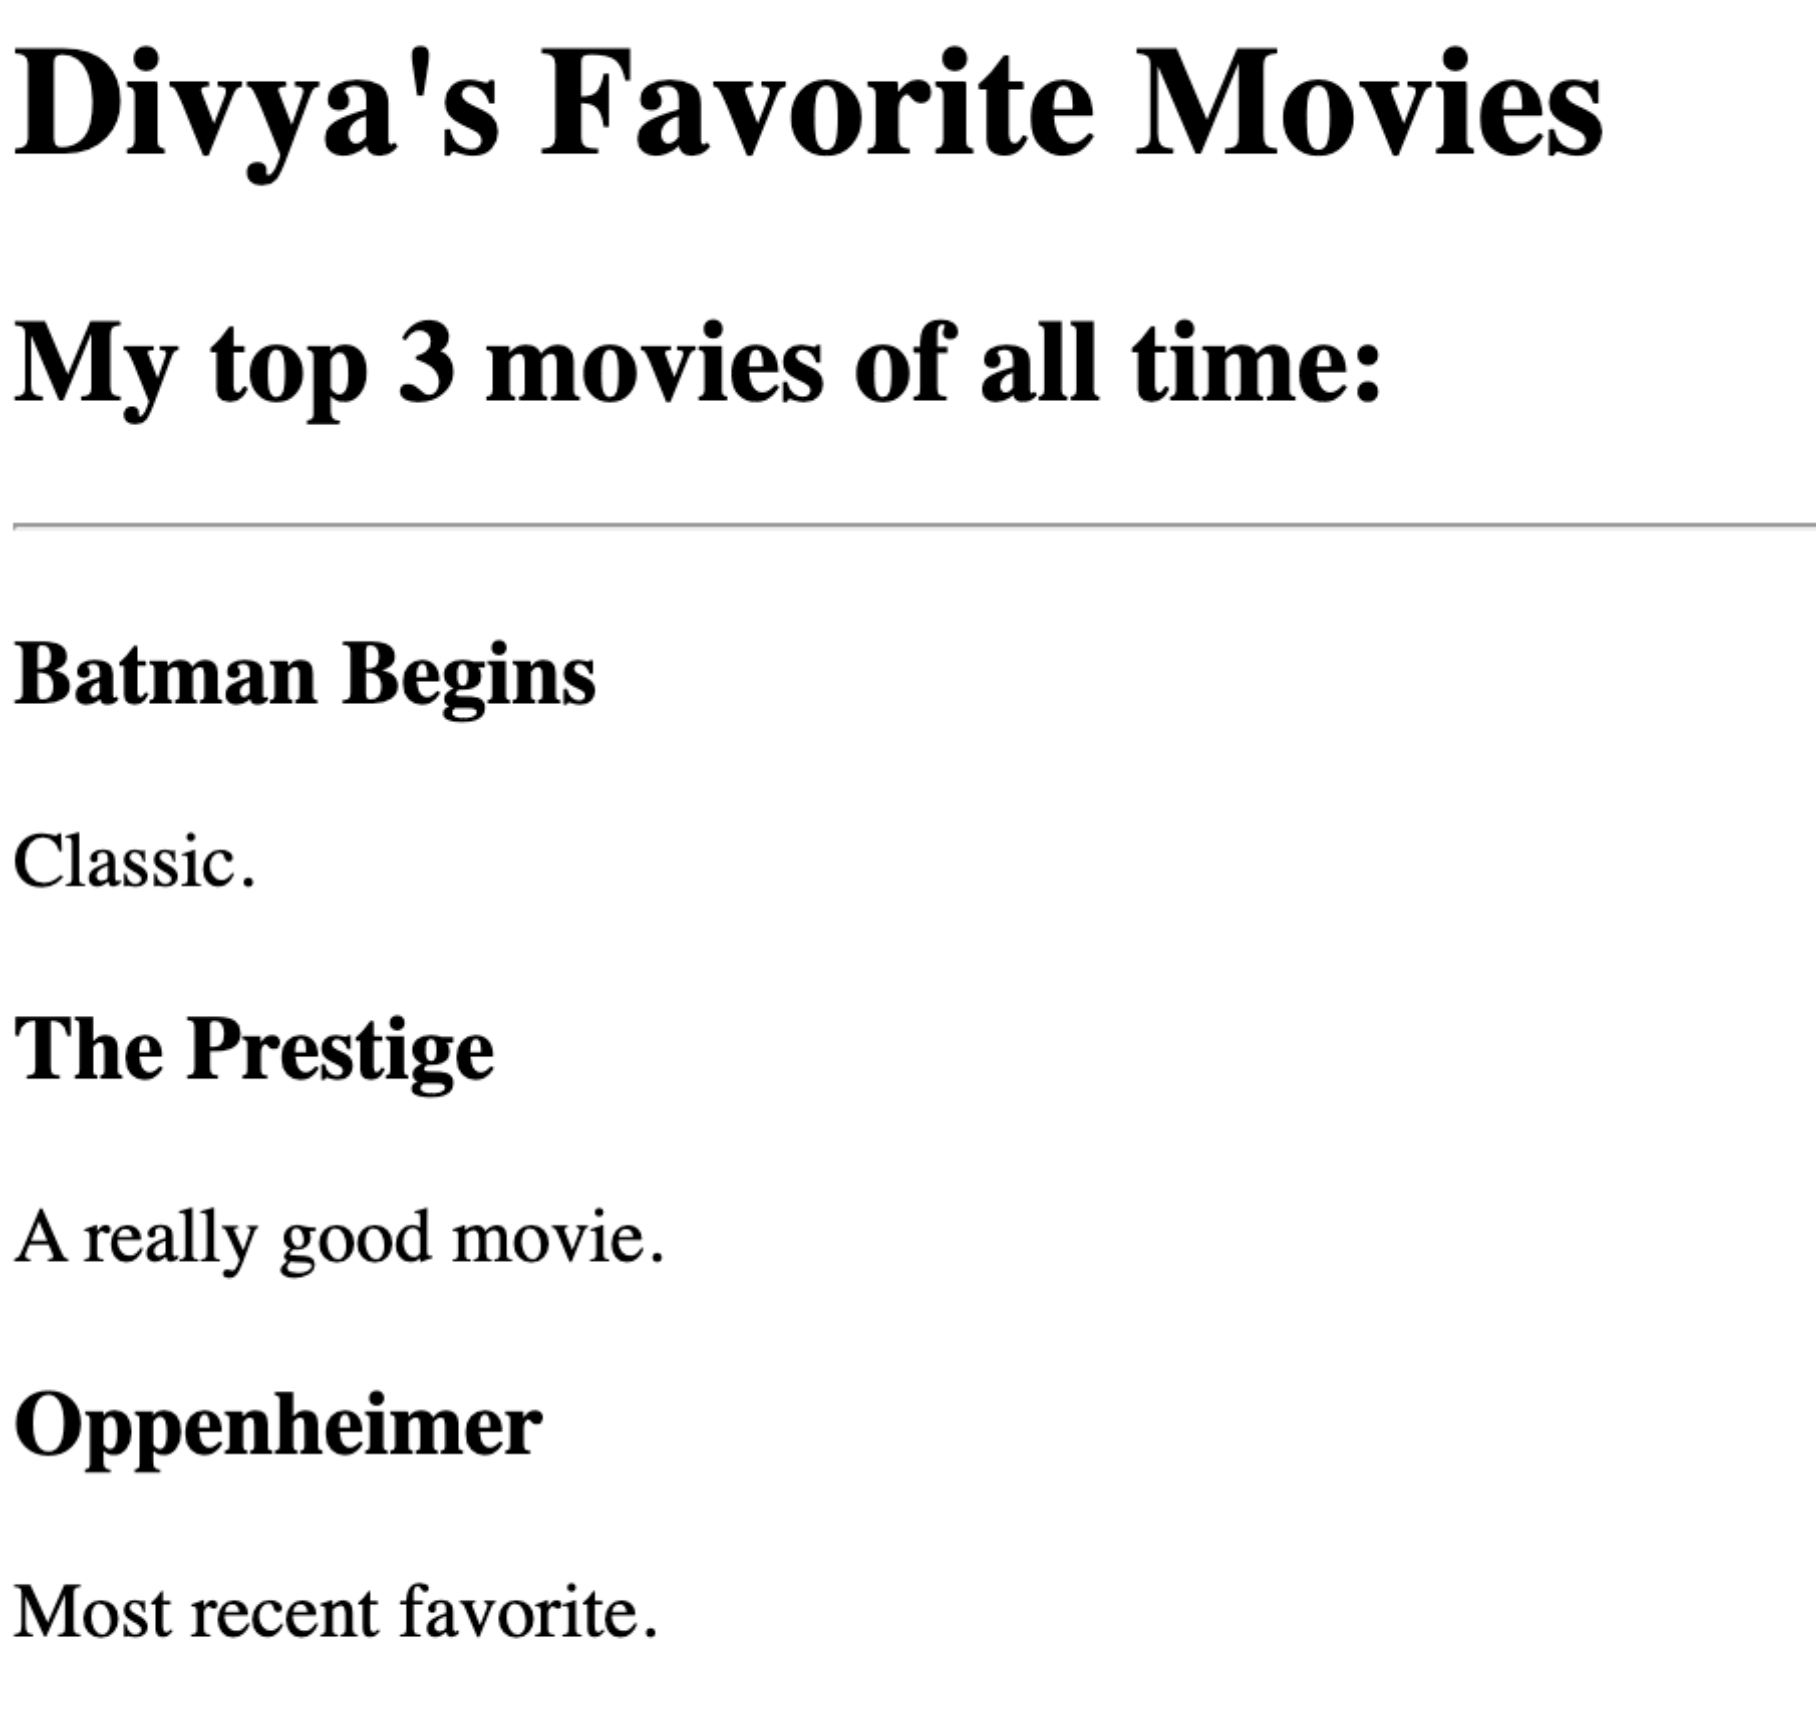 Divya's Favorite Movies
My top 3 movies of all time:
Batman Begins
Classic.
The Prestige
A really good movie.
Oppenheimer
Most recent favorite.